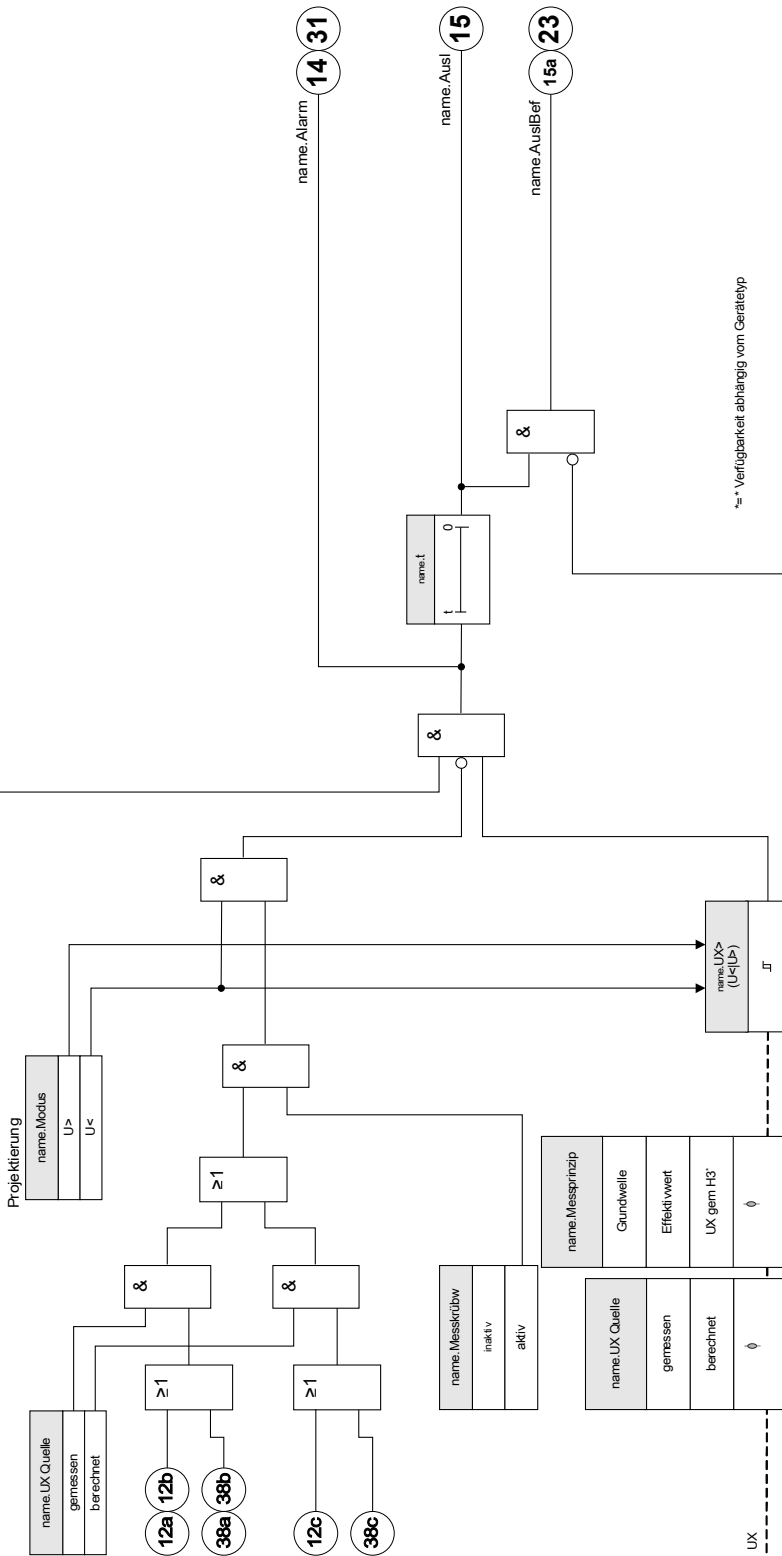 name.Alarm
14 31
name.Ausl
15
name.AuslBef
15a 23
Projektierung
name.Modus
U>
U<
name.t
t 0
&
&
*=* Verfügbarkeit abhängig vom Gerätetyp
&
&
≥1
&
&
≥1
≥1
name.UX Quelle
gemessen
berechnet
12a 12b
38a 38b
12c
38c
name.Messkrübw
inaktiv
aktiv
name.UX>
(U<|U>)
name.Messprinzip
Grundwelle
Effektivwert
UX gem H3*
φ
name.UX Quelle
gemessen
berechnet
φ
UX